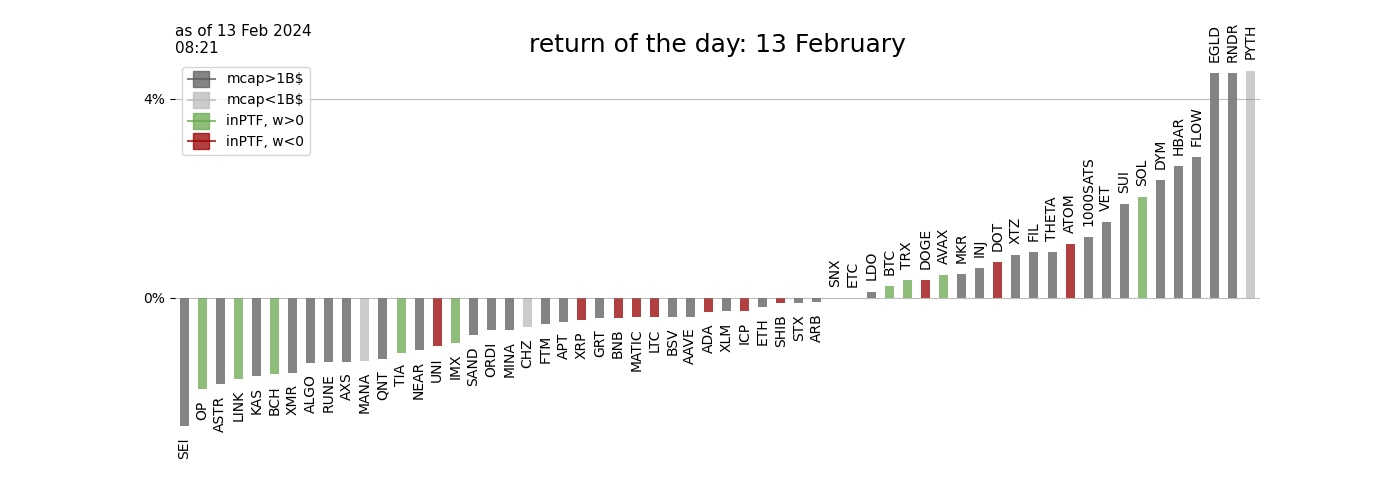 as of 13 Feb 2024
08:21
return of the day: 13 February
mcap>1B$
mcap<1B$
inPTF, w>0
inPTF, w<0
4%
0%
SEI
OP
ASTR
LINK
KAS
BCH
XMR
ALGO
RUNE
AXS
MANA
QNT
TIA
NEAR
UNI
IMX
SAND
ORDI
MINA
CHZ
FTM
APT
XRP
GRT
BNB
MATIC
LTC
BSV
AAVE
ADA
XLM
ICP
ETH
SHIB
STX
ARB
SNX
ETC
LDO
BTC
TRX
DOGE
AVAX
MKR
INJ
DOT
XTZ
FIL
THETA
ATOM
1000SATS
VET
SUI
SOL
DYM
HBAR
FLOW
EGLD
RNDR
PYTH